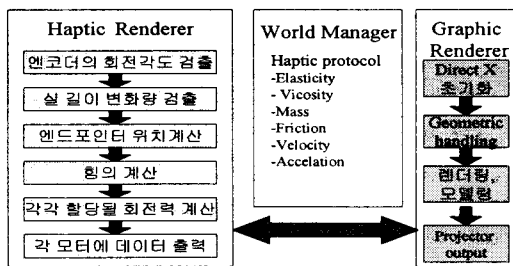 Haptic Renderer
엔코더의 회전각도 검출
실 길이 변화량 검출
엔드포인터 위치계산
힘의 계산
각각 할당될 회전력 계산
각 모터에 데이터 출력
World Manager
Haptic protocol
-Elasticity
- Vicosity
-Mass
-Friction
-Velocity
-Accelation
Graphic
Renderer
Direct X
초기화
Geometric
handling
렌더링,
모델링
Projector
output